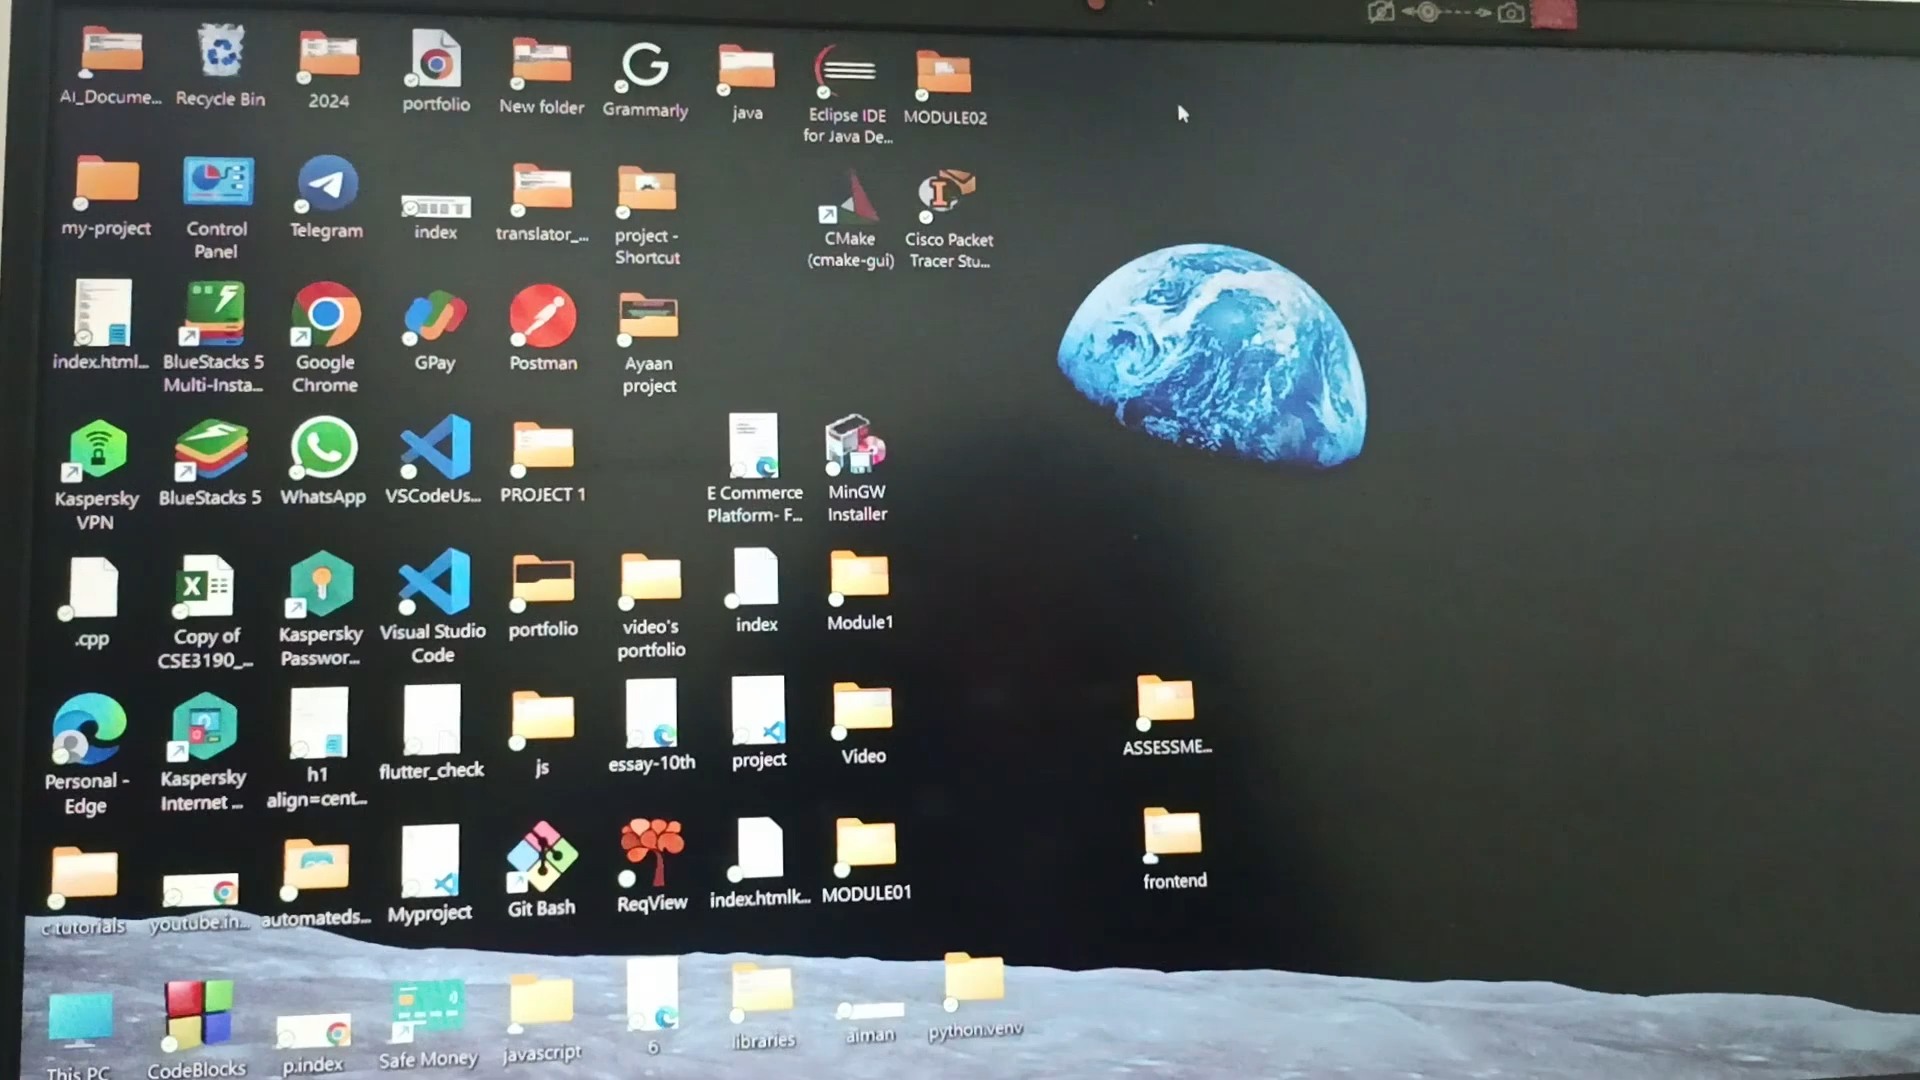 AI_Docume...
Recycle Bin
2024
portfolio
New folder
Grammarly
java
Eclipse IDE
for Java De...
MODULE02
my-project
Control
Panel
Telegram
index
translator_...
project -
Shortcut
CMake
(cmake-gui)
Cisco Packet
Tracer Stu...
index.html...
BlueStacks 5
Multi-Insta...
Google
Chrome
GPay
Postman
Ayaan
project
Kaspersky
VPN
BlueStacks 5
WhatsApp
VSCodeUs...
PROJECT 1
E Commerce
Platform- F...
MinGW
Installer
.cpp
Copy of
CSE3190_...
Kaspersky
Passwor...
Visual Studio
Code
portfolio
video's
portfolio
index
Module1
Personal -
Edge
Kaspersky
Internet ...
h1
align=cent...
flutter_check
js
essay-10th
project
Video
ASSESSME...
c tutorials
youtube.in...
automateds...
Myproject
Git Bash
ReqView
index.htmlk...
MODULE01
frontend
This PC
CodeBlocks
p.index
Safe Money
javascript
6
libraries
aiman
python.venv